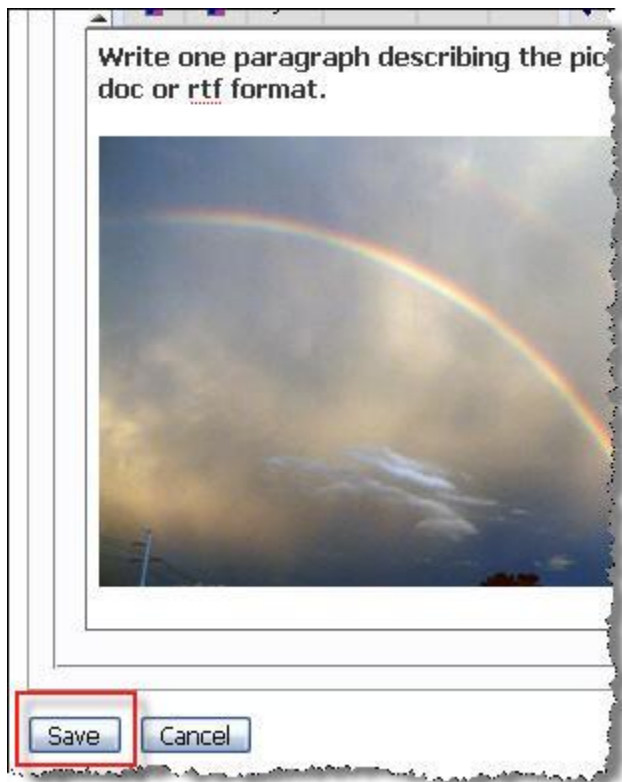 Write one paragraph describing the pic
doc or rtf format.
Save Cancel